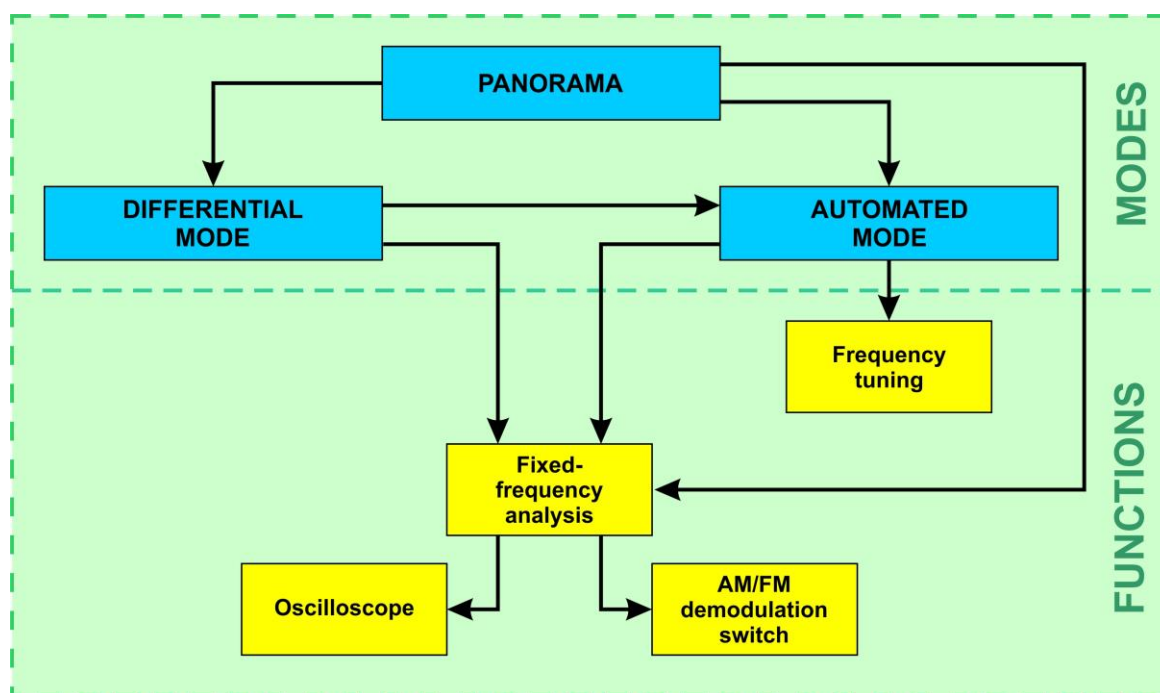 PANORAMA
MODES
DIFFERENTIAL
MODE
AUTOMATED
MODE
Frequency
tuning
FUNCTIONS
Fixed-
frequency
analysis
Oscilloscope
AM/FM
demodulation
switch